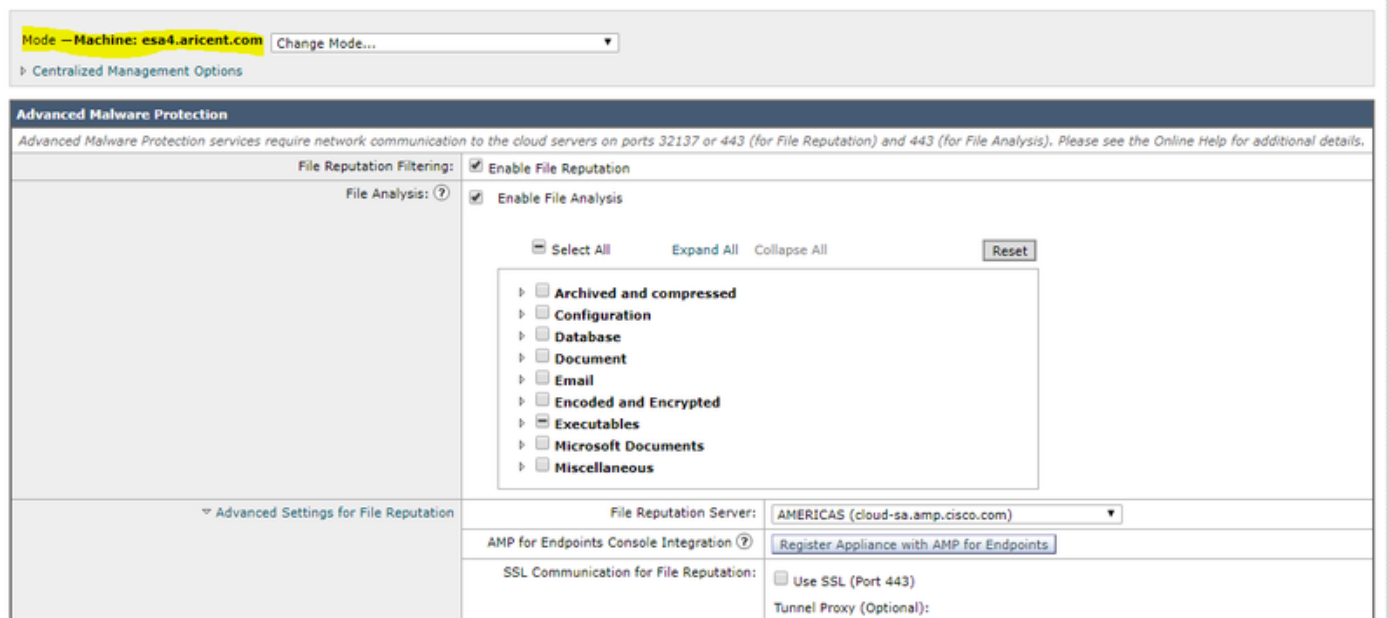 Mode —Machine: esa4.aricent.com Change Mode...
Centralized Management Options
Advanced Malware Protection
Advanced Malware Protection services require network communication to the cloud servers on ports 32137 or 443 (for File Reputation) and 443 (for File Analysis). Please see the Online Help for additional details.
File Reputation Filtering: Enable File Reputation
File Analysis: ? Enable File Analysis
Select All Expand All Collapse All Reset
Archived and compressed
Configuration
Database
Document
Email
Encoded and Encrypted
Executables
Microsoft Documents
Miscellaneous
Advanced Settings for File Reputation File Reputation Server: AMERICAS (cloud-sa.amp.cisco.com)
AMP for Endpoints Console Integration ? Register Appliance with AMP for Endpoints
SSL Communication for File Reputation: Use SSL (Port 443)
Tunnel Proxy (Optional):